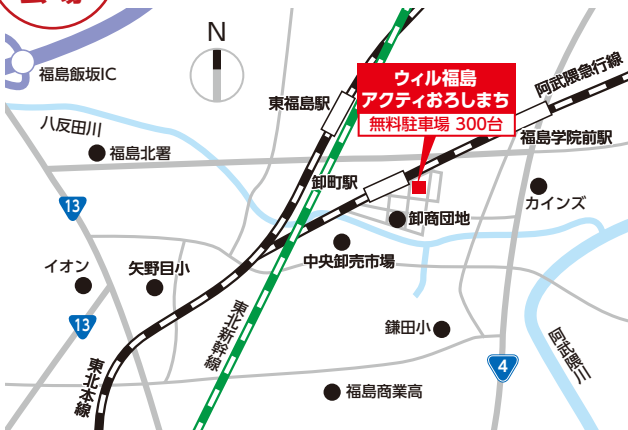 会場
N
福島飯坂IC
ウィル福島
アクティおろしまち
無料駐車場 300台
阿武隈急行線
東福島駅
八反田川
福島北署
福島学院前駅
卸町駅
カインズ
13
卸商団地
中央卸売市場
イオン
矢野目小
13
東北新幹線
鎌田小
阿武隈川
東北本線
4
福島商業高